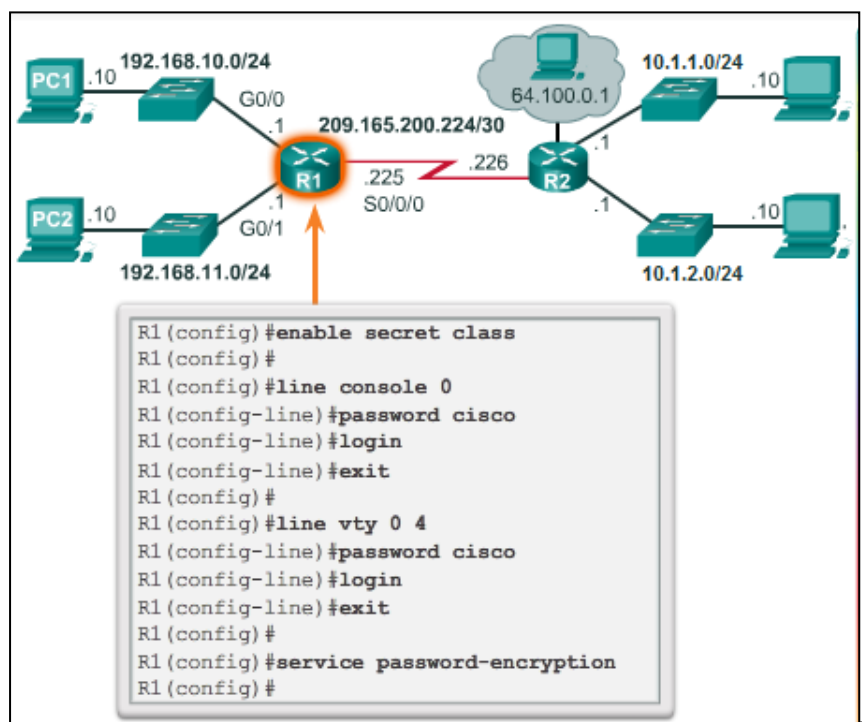 192.168.10.0/24
PC1
.10
G0/0
.1
209.165.200.224/30
R1
.225
S0/0/0
.226
64.100.0.1
R2
10.1.1.0/24
.10
.1
PC2
.10
.1
G0/1
192.168.11.0/24
.1
.10
.
10.1.2.0/24
R1(config)#enable secret class
R1(config)#
R1(config)#line console 0
R1(config-line)#password cisco
R1(config-line)#login
R1(config-line)#exit
R1(config)#
R1(config)#line vty 0 4
R1(config-line)#password cisco
R1(config-line)#login
R1(config-line)#exit
R1(config)#
R1(config)#service password-encryption
R1(config)#